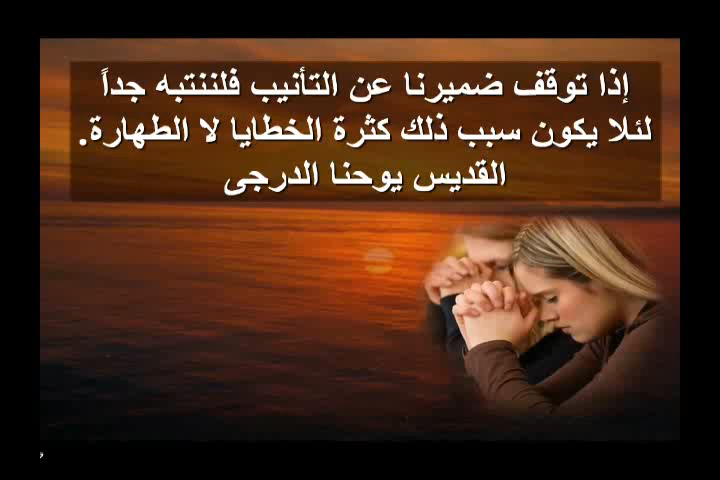 إذا توقف ضميرنا عن التأنيب فلننتبه جداً
لئلا يكون سبب ذلك كثرة الخطايا لا الطهارة.
القديس يوحنا الدرجى